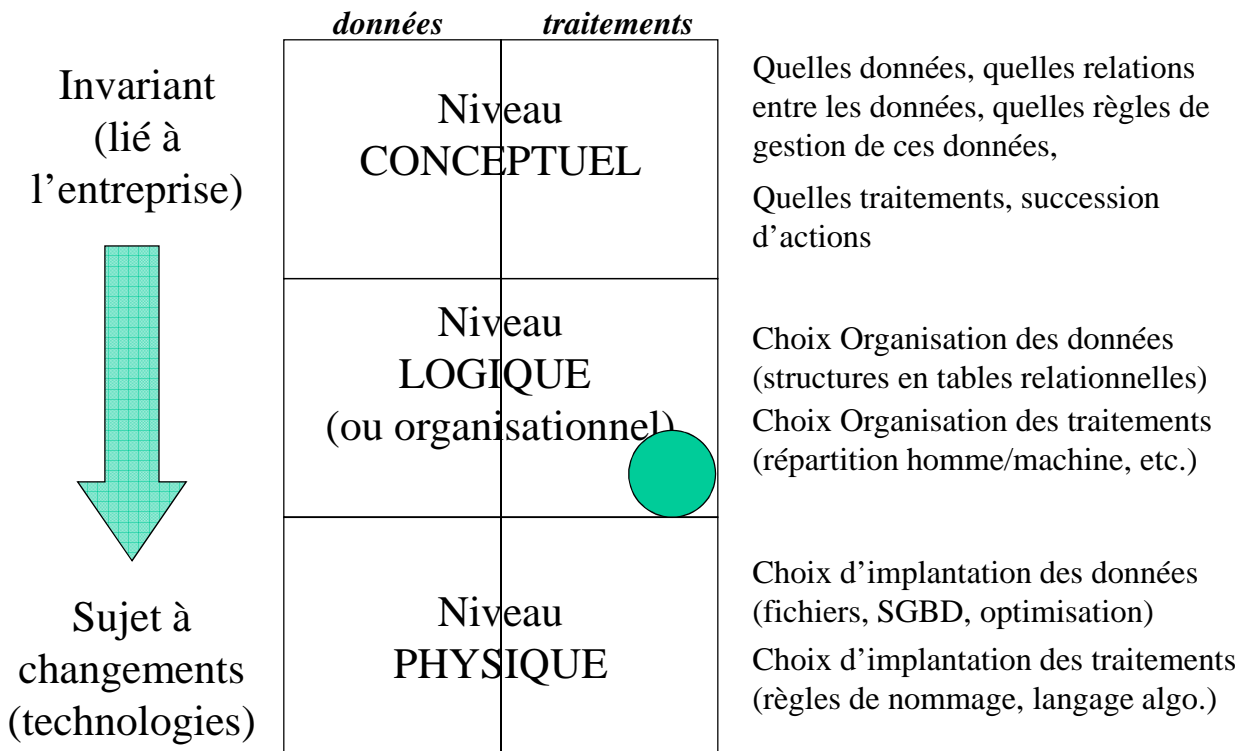 données traitements
Invariant
(lié à
l’entreprise)
Niveau
CONCEPTUEL
Quelles données, quelles relations
entre les données, quelles règles de
gestion de ces données,
Quelles traitements, succession
d’actions
Niveau
LOGIQUE
(ou organisationnel)
Choix Organisation des données
(structures en tables relationnelles)
Choix Organisation des traitements
(répartition homme/machine, etc.)
Sujet à
changements
(technologies)
Niveau
PHYSIQUE
Choix d’implantation des données
(fichiers, SGBD, optimisation)
Choix d’implantation des traitements
(règles de nommage, langage algo.)